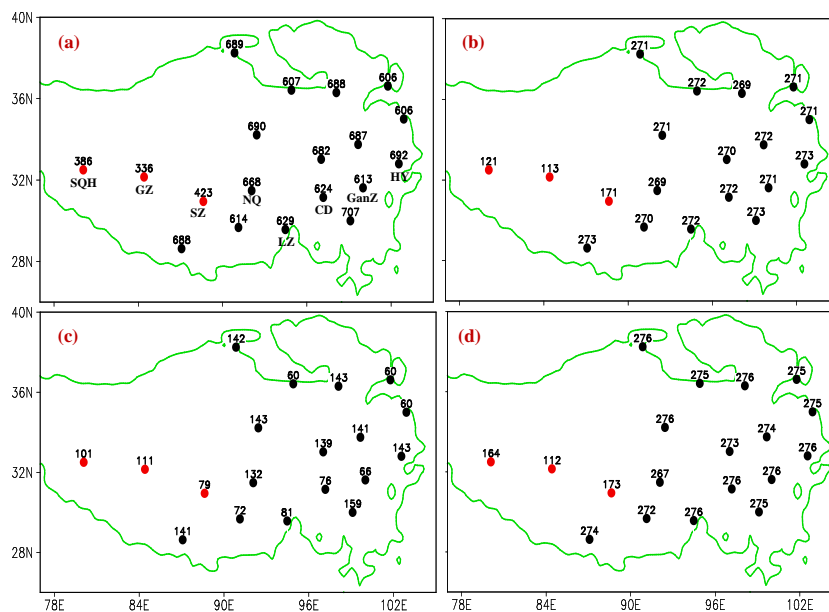 (a)
689
607
688
606
606
690
687
682
692
HY
386
SQH
336
GZ
423
SZ
668
NQ
624
CD
613
GanZ
614
629
LZ
707
688
36N
32N
28N
(b)
271
272
269
271
271
271
272
270
273
121
113
171
269
272
271
270
272
273
273
40N
(c)
142
60
143
60
60
143
141
139
143
101
111
79
132
76
66
72
81
159
141
40N
36N
32N
28N
78E
84E
90E
96E
102E
(d)
276
275
276
275
275
276
274
273
276
164
112
173
267
276
276
272
276
275
274
78E
84E
90E
96E
102E